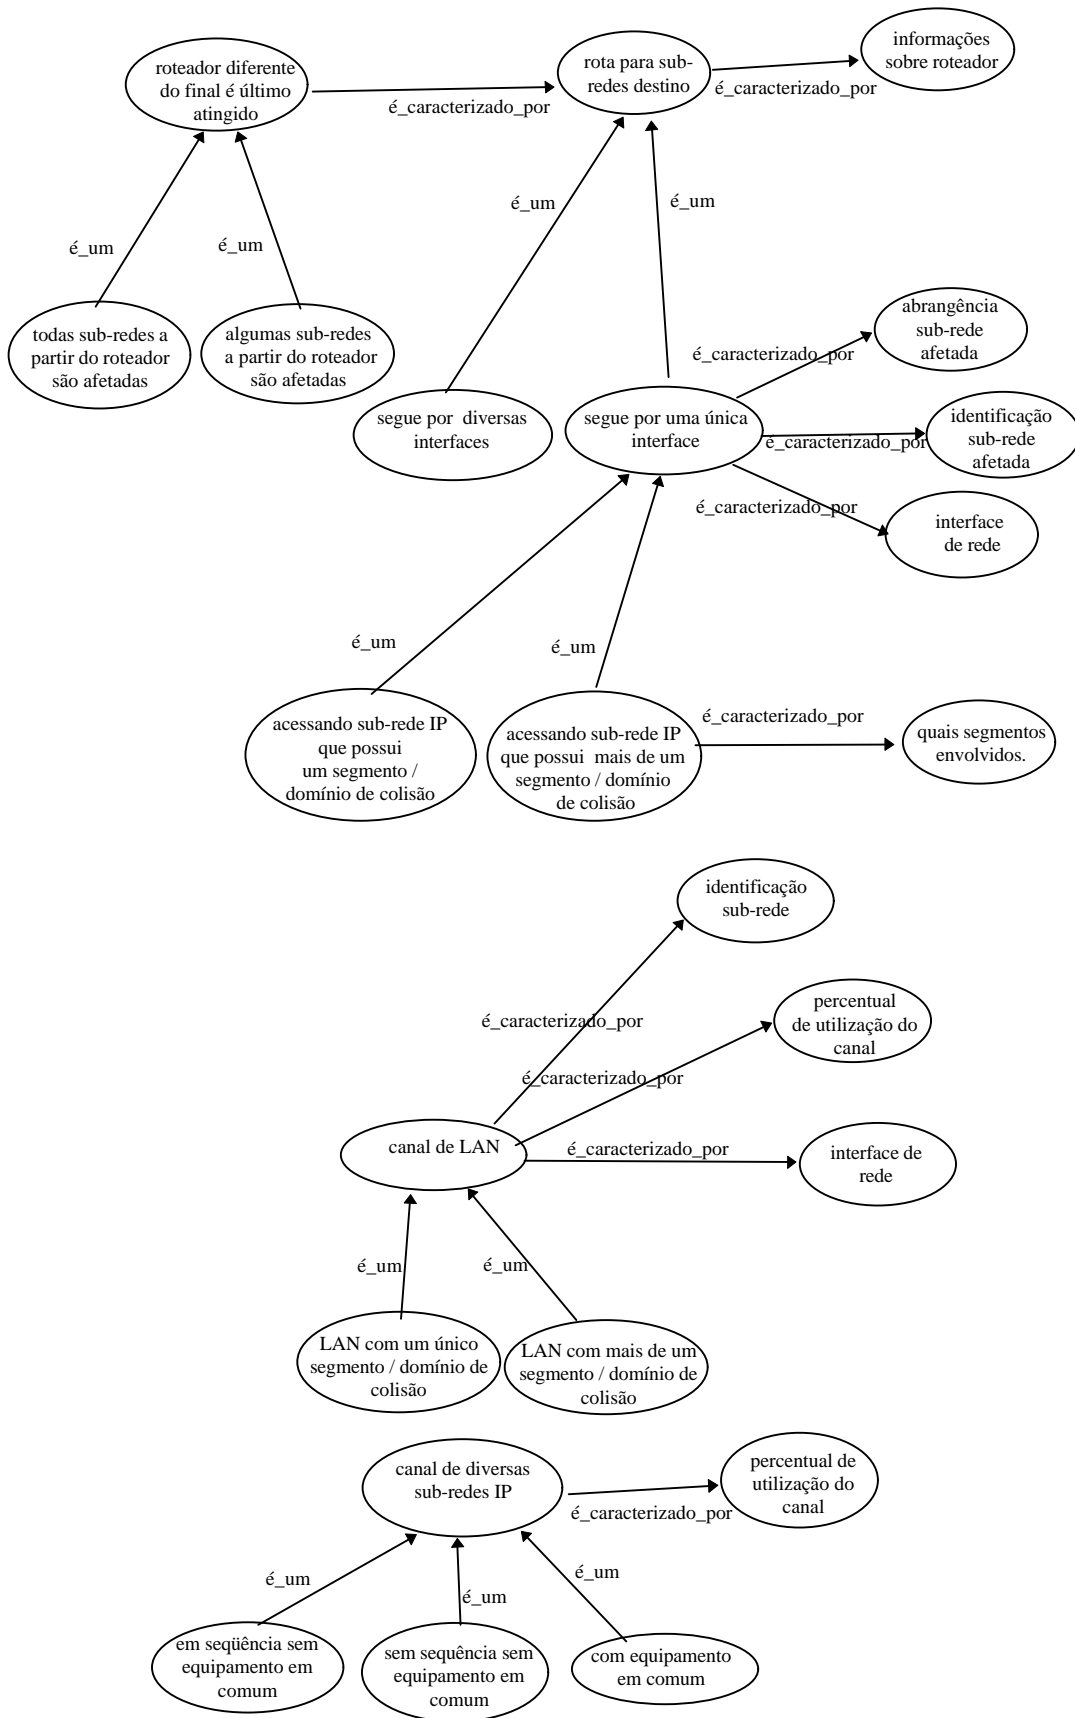 roteador diferente
do final é último
atingido
é_caracterizado_por
rota para sub-
redes destino
é_caracterizado_por
informações
sobre roteador
é_um
é_um
é_um
é_um
todas sub-redes a
partir do roteador
são afetadas
algumas sub-redes
a partir do roteador
são afetadas
segue por diversas
interfaces
segue por uma única
interface
é_caracterizado_por
abrangência
sub-rede
afetada
é_caracterizado_por
identificação
sub-rede
afetada
é_caracterizado_por
interface
de rede
é_um
é_um
acessando sub-rede IP
que possui
um segmento /
domínio de colisão
acessando sub-rede IP
que possui mais de um
segmento / domínio
de colisão
é_caracterizado_por
quais segmentos
envolvidos.
identificação
sub-rede
é_caracterizado_por
percentual
de utilização do
canal
é_caracterizado_por
canal de LAN
é_caracterizado_por
interface de
rede
é_um
é_um
LAN com um único
segmento / domínio de
colisão
LAN com mais de um
segmento / domínio de
colisão
canal de diversas
sub-redes IP
é_caracterizado_por
percentual de
utilização do
canal
é_um
é_um
é_um
em seqüência sem
equipamento em
comum
sem sequência sem
equipamento em
comum
com equipamento
em comum